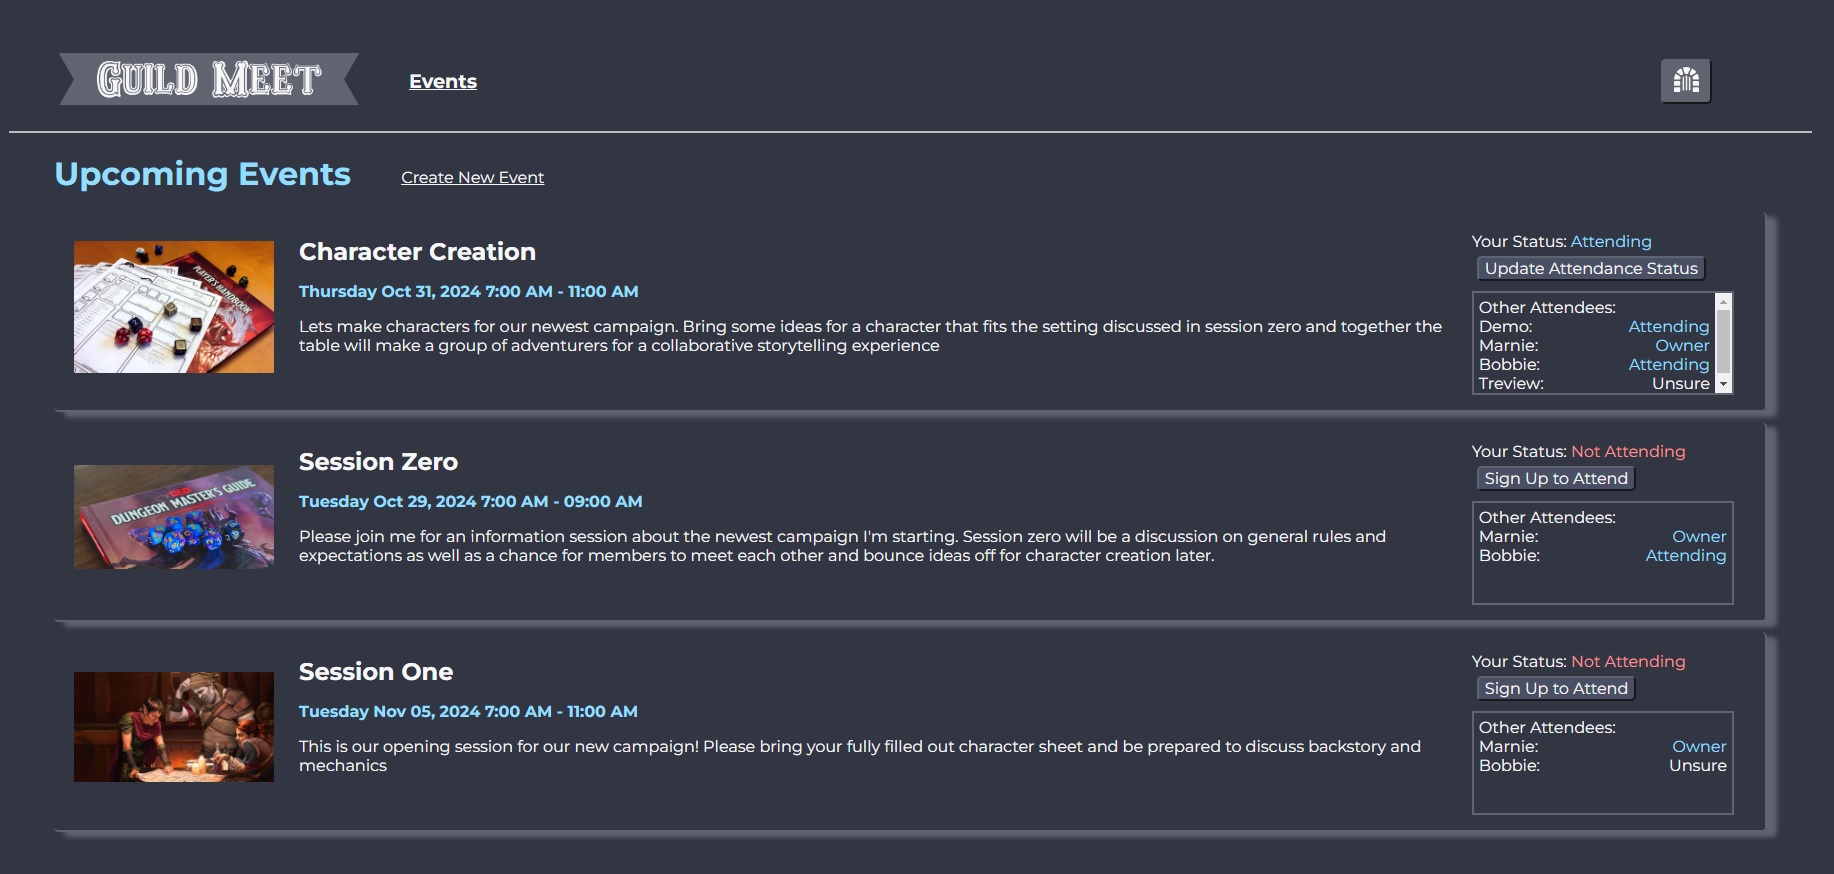 Guild Meet
Events
Upcoming Events
Create New Event
PLAYER'S HANDBOOK
Character Creation
Thursday Oct 31, 2024 7:00 AM - 11:00 AM
Lets make characters for our newest campaign. Bring some ideas for a character that fits the setting discussed in session zero and together the
table will make a group of adventurers for a collaborative storytelling experience
Your Status: Attending
Update Attendance Status
Other Attendees:
Demo: Attending
Marnie: Owner
Bobbie: Attending
Treview: Unsure
DUNGEON MASTER'S GUIDE
Session Zero
Tuesday Oct 29, 2024 7:00 AM - 09:00 AM
Please join me for an information session about the newest campaign I'm starting. Session zero will be a discussion on general rules and
expectations as well as a chance for members to meet each other and bounce ideas off for character creation later.
Your Status: Not Attending
Sign Up to Attend
Other Attendees:
Marnie: Owner
Bobbie: Attending
Session One
Tuesday Nov 05, 2024 7:00 AM - 11:00 AM
This is our opening session for our new campaign! Please bring your fully filled out character sheet and be prepared to discuss backstory and
mechanics
Your Status: Not Attending
Sign Up to Attend
Other Attendees:
Marnie: Owner
Bobbie: Unsure